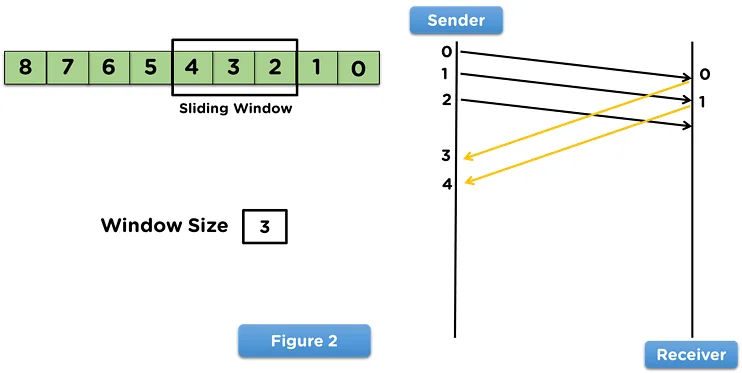 8 7 6 5 4 3 2 1 0
Sliding Window
Window Size 3
Figure 2
Sender
0
1
2
3
4
0
1
Receiver